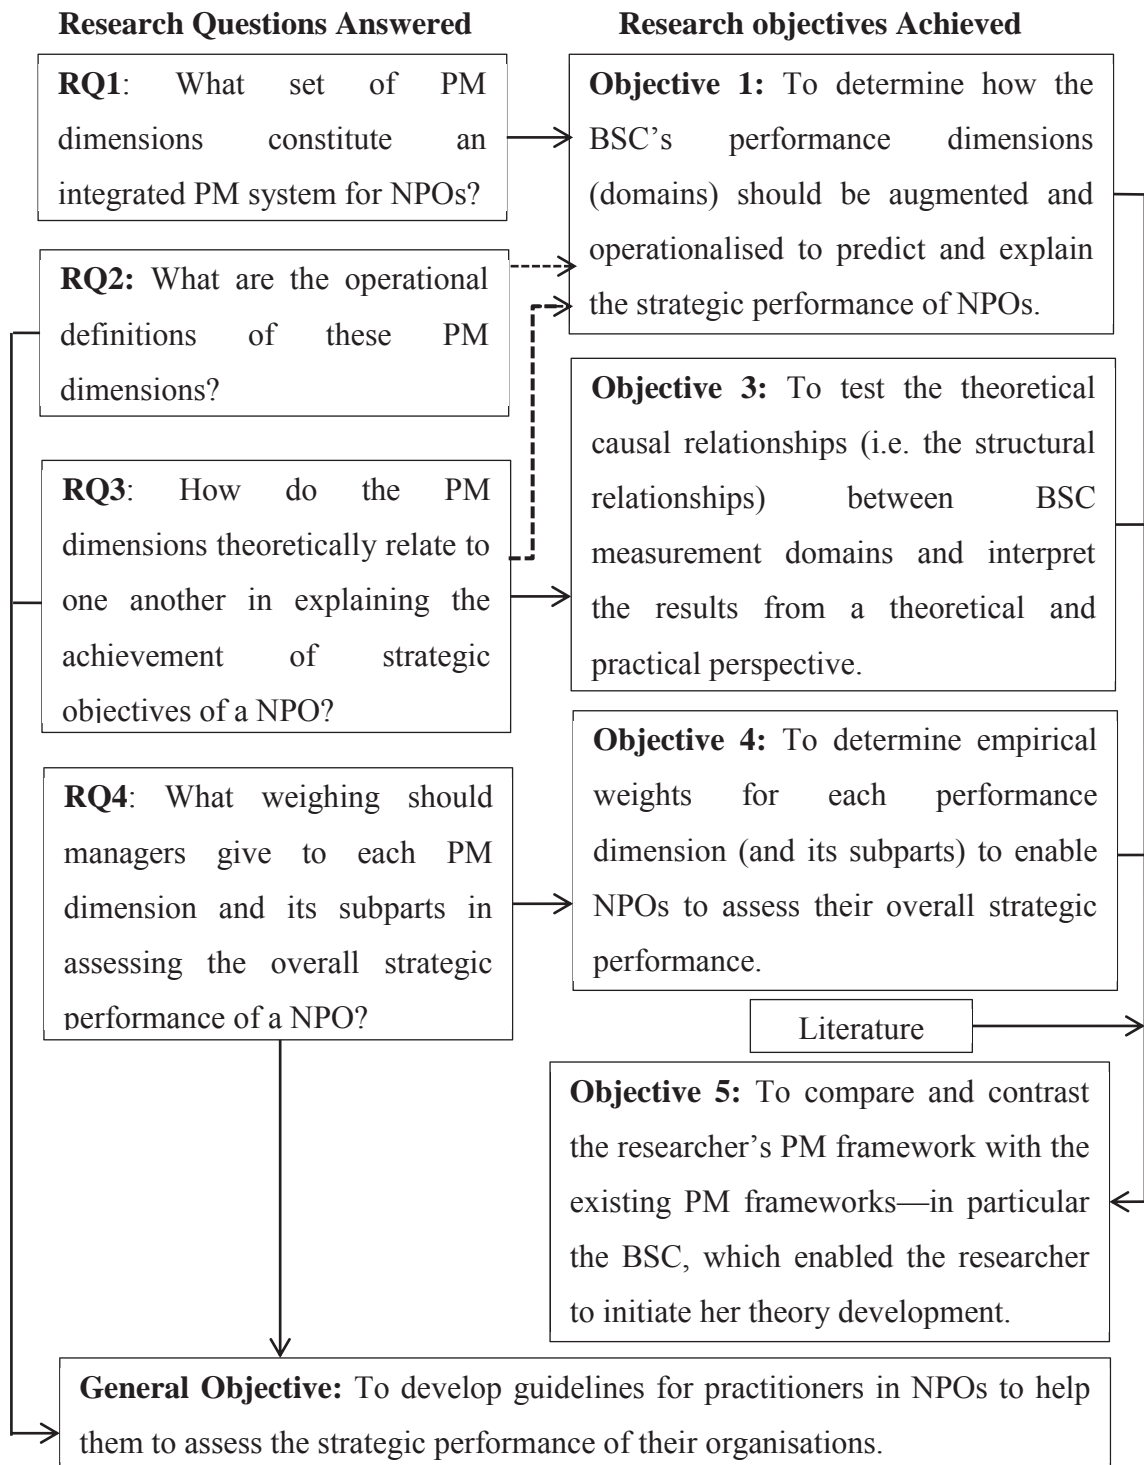 Research Questions Answered
RQ1: What set of PM
dimensions constitute an
integrated PM system for NPOs?
RQ2: What are the operational
definitions of these PM
dimensions?
RQ3: How do the PM
dimensions theoretically relate to
one another in explaining the
achievement of strategic
objectives of a NPO?
RQ4: What weighing should
managers give to each PM
dimension and its subparts in
assessing the overall strategic
performance of a NPO?
Research objectives Achieved
Objective 1: To determine how the
BSC’s performance dimensions
(domains) should be augmented and
operationalised to predict and explain
the strategic performance of NPOs.
Objective 3: To test the theoretical
causal relationships (i.e. the structural
relationships) between BSC
measurement domains and interpret
the results from a theoretical and
practical perspective.
Objective 4: To determine empirical
weights for each performance
dimension (and its subparts) to enable
NPOs to assess their overall strategic
performance.
Literature
Objective 5: To compare and contrast
the researcher’s PM framework with the
existing PM frameworks—in particular
the BSC, which enabled the researcher
to initiate her theory development.
General Objective: To develop guidelines for practitioners in NPOs to help
them to assess the strategic performance of their organisations.